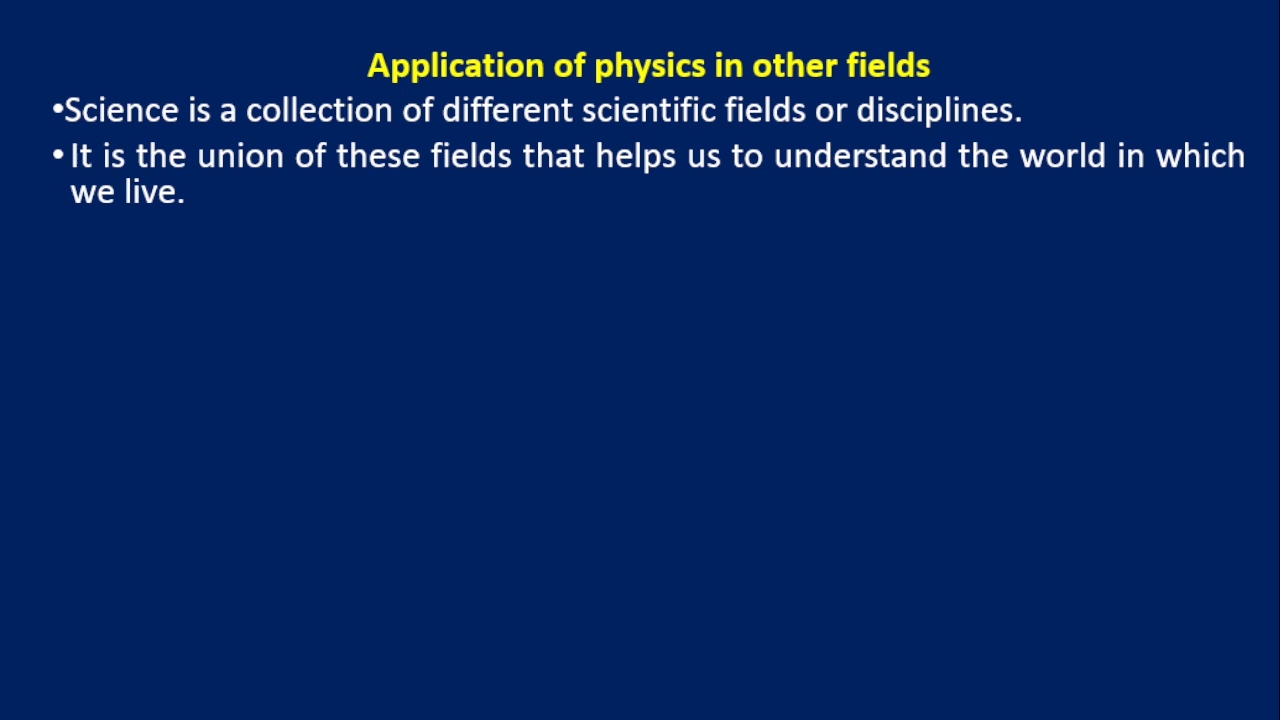 Application of physics in other fields
•Science is a collection of different scientific fields or disciplines.
• It is the union of these fields that helps us to understand the world in which
we live.